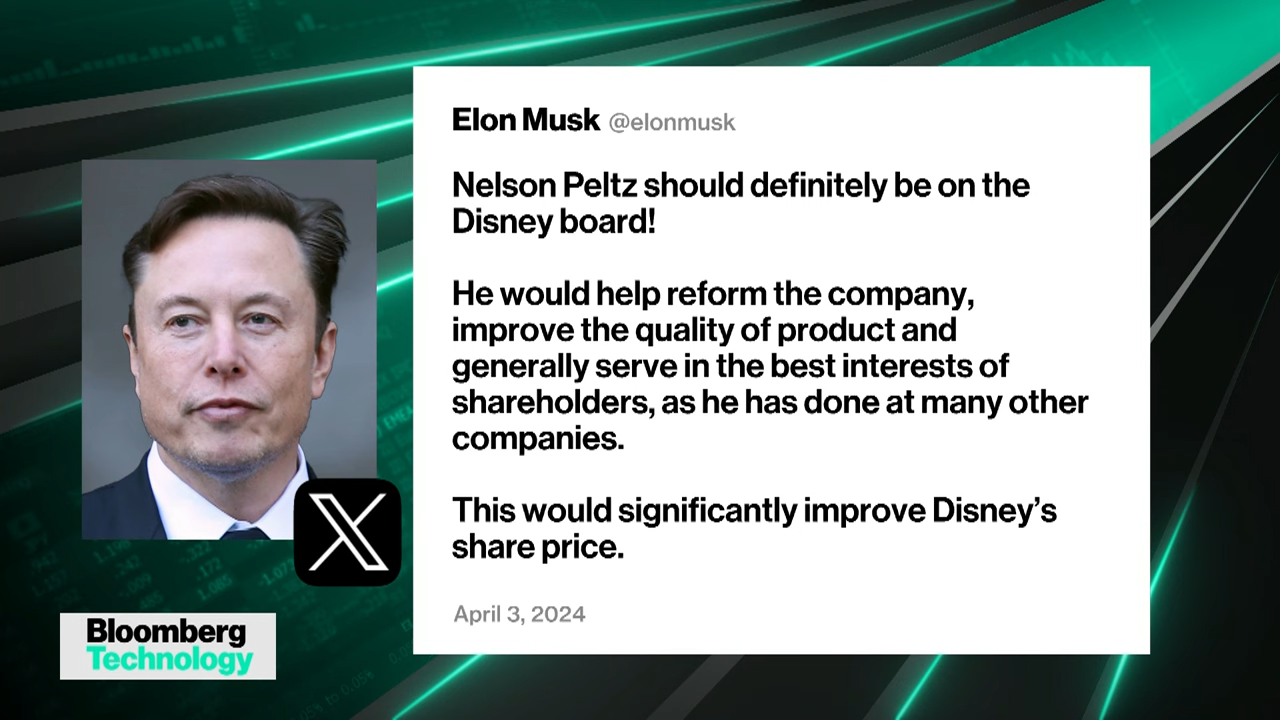 Elon Musk @elonmusk
Nelson Peltz should definitely be on the
Disney board!
He would help reform the company,
improve the quality of product and
generally serve in the best interests of
shareholders, as he has done at many other
companies.
This would significantly improve Disney’s
share price.
April 3, 2024
X
Bloomberg
Technology